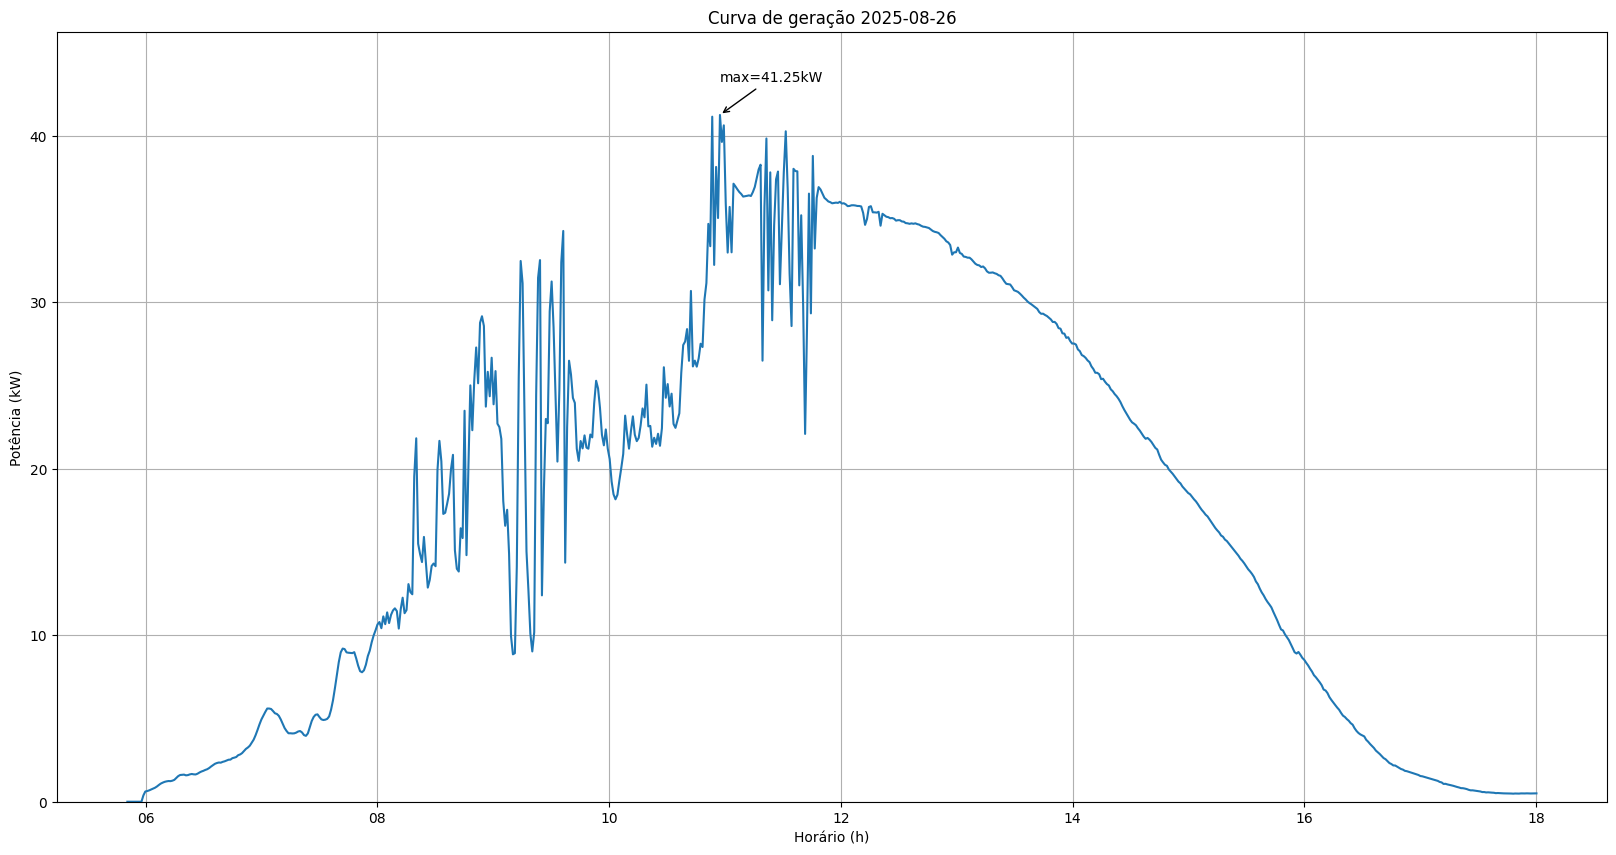 Curva de geração 2025-08-26
max=41.25kW
Potência (kW)
40
30
20
10
0
06 08 10 12 14 16 18
Horário (h)